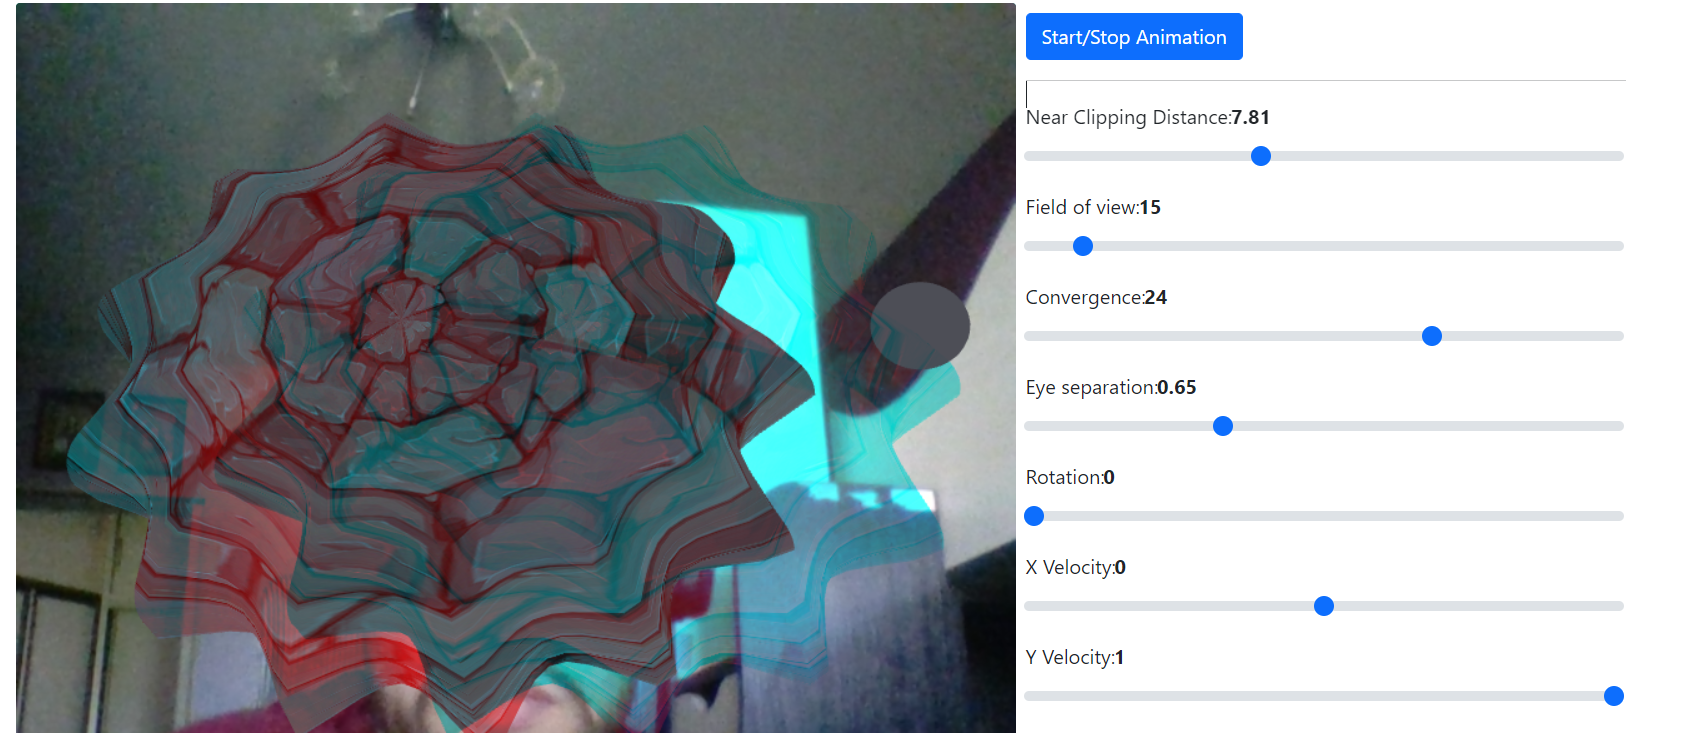 Start/Stop Animation
Near Clipping Distance:7.81
Field of view:15
Convergence:24
Eye separation:0.65
Rotation:0
X Velocity:0
Y Velocity:1